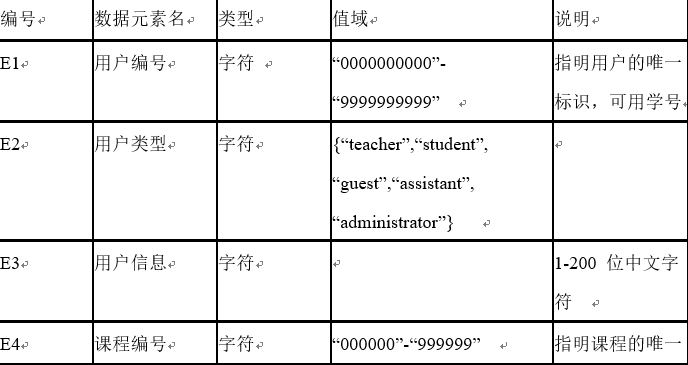 编号 数据元素名 类型 值域 说明
E1 用户编号 字符 “0000000000”- 指明用户的唯一
“9999999999” 标识，可用学号
E2 用户类型 字符 {“teacher”,“student”,
“guest”,“assistant”,
“administrator”}
E3 用户信息 字符 1-200 位中文字
符
E4 课程编号 字符 “000000”-“999999” 指明课程的唯一